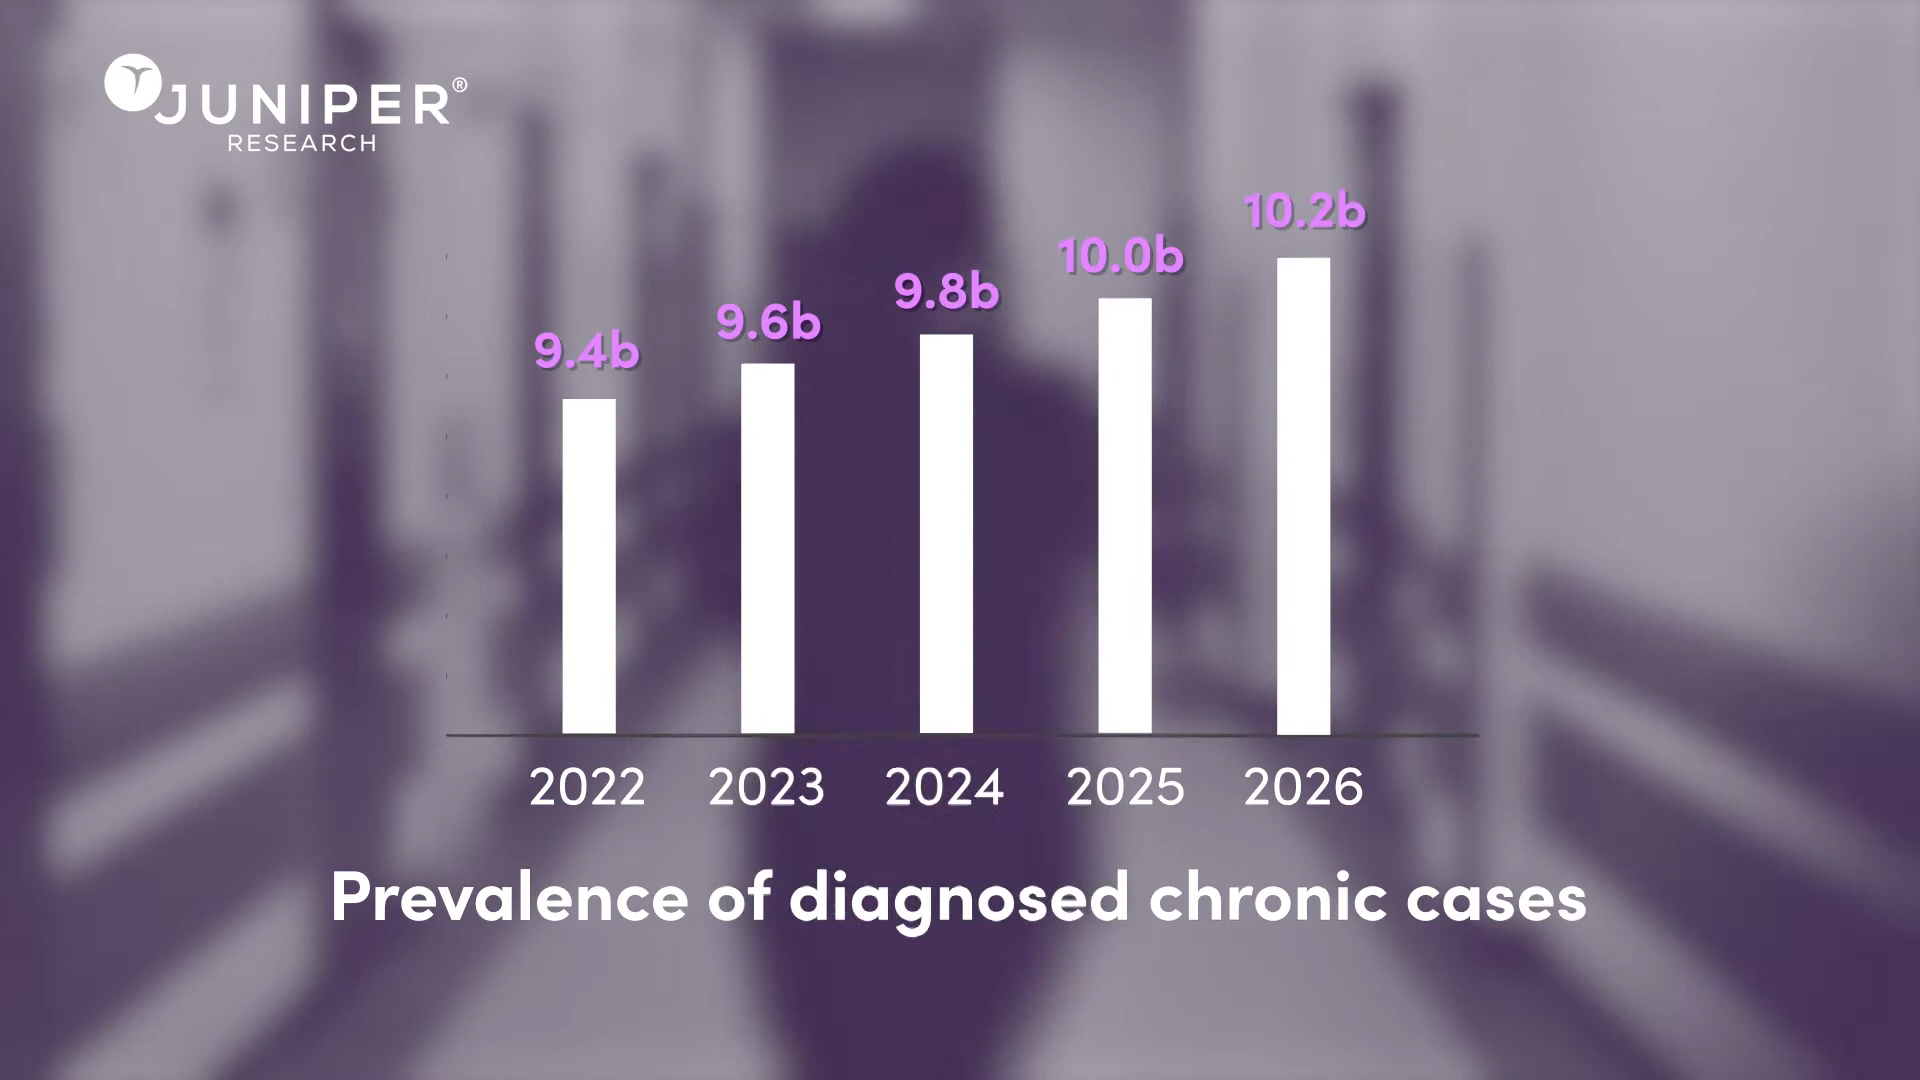 JUNIPER®
RESEARCH
10.2b
10.0b
9.8b
9.6b
9.4b
2022 2023 2024 2025 2026
Prevalence of diagnosed chronic cases